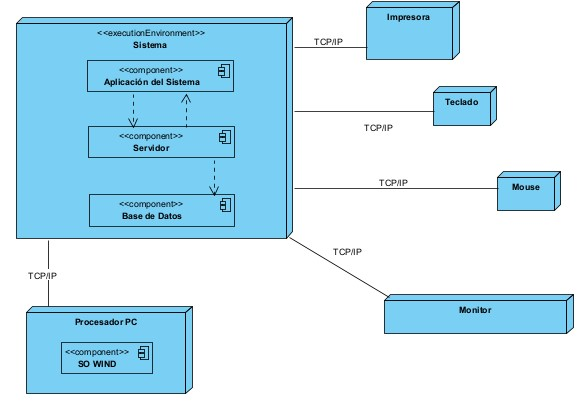 <<executionEnvironment>>
Sistema
<<component>>
Aplicación del Sistema
<<component>>
Servidor
<<component>>
Base de Datos
TCP/IP
Impresora
TCP/IP
Teclado
TCP/IP
Mouse
TCP/IP
Monitor
TCP/IP
Procesador PC
<<component>>
SO WIND